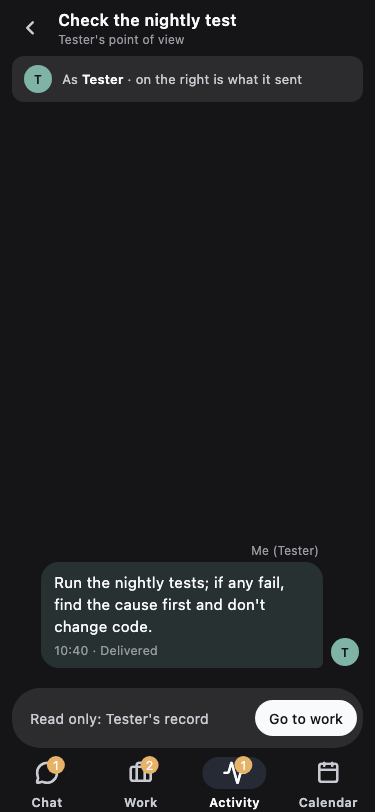 Check the nightly test
Tester's point of view
T
As Tester · on the right is what it sent
Me (Tester)
Run the nightly tests; if any fail,
find the cause first and don't
change code.
10:40 · Delivered
T
Read only: Tester's record
Go to work
1
2
1
Chat
Work
Activity
Calendar